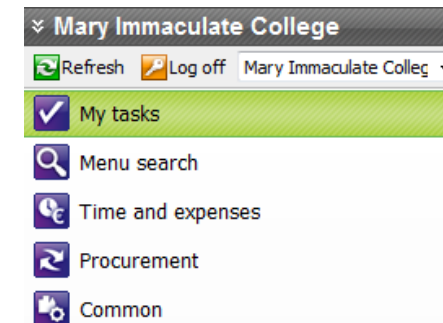 Mary Immaculate College
Refresh Log off Mary Immaculate Colleg
My tasks
Menu search
Time and expenses
Procurement
Common